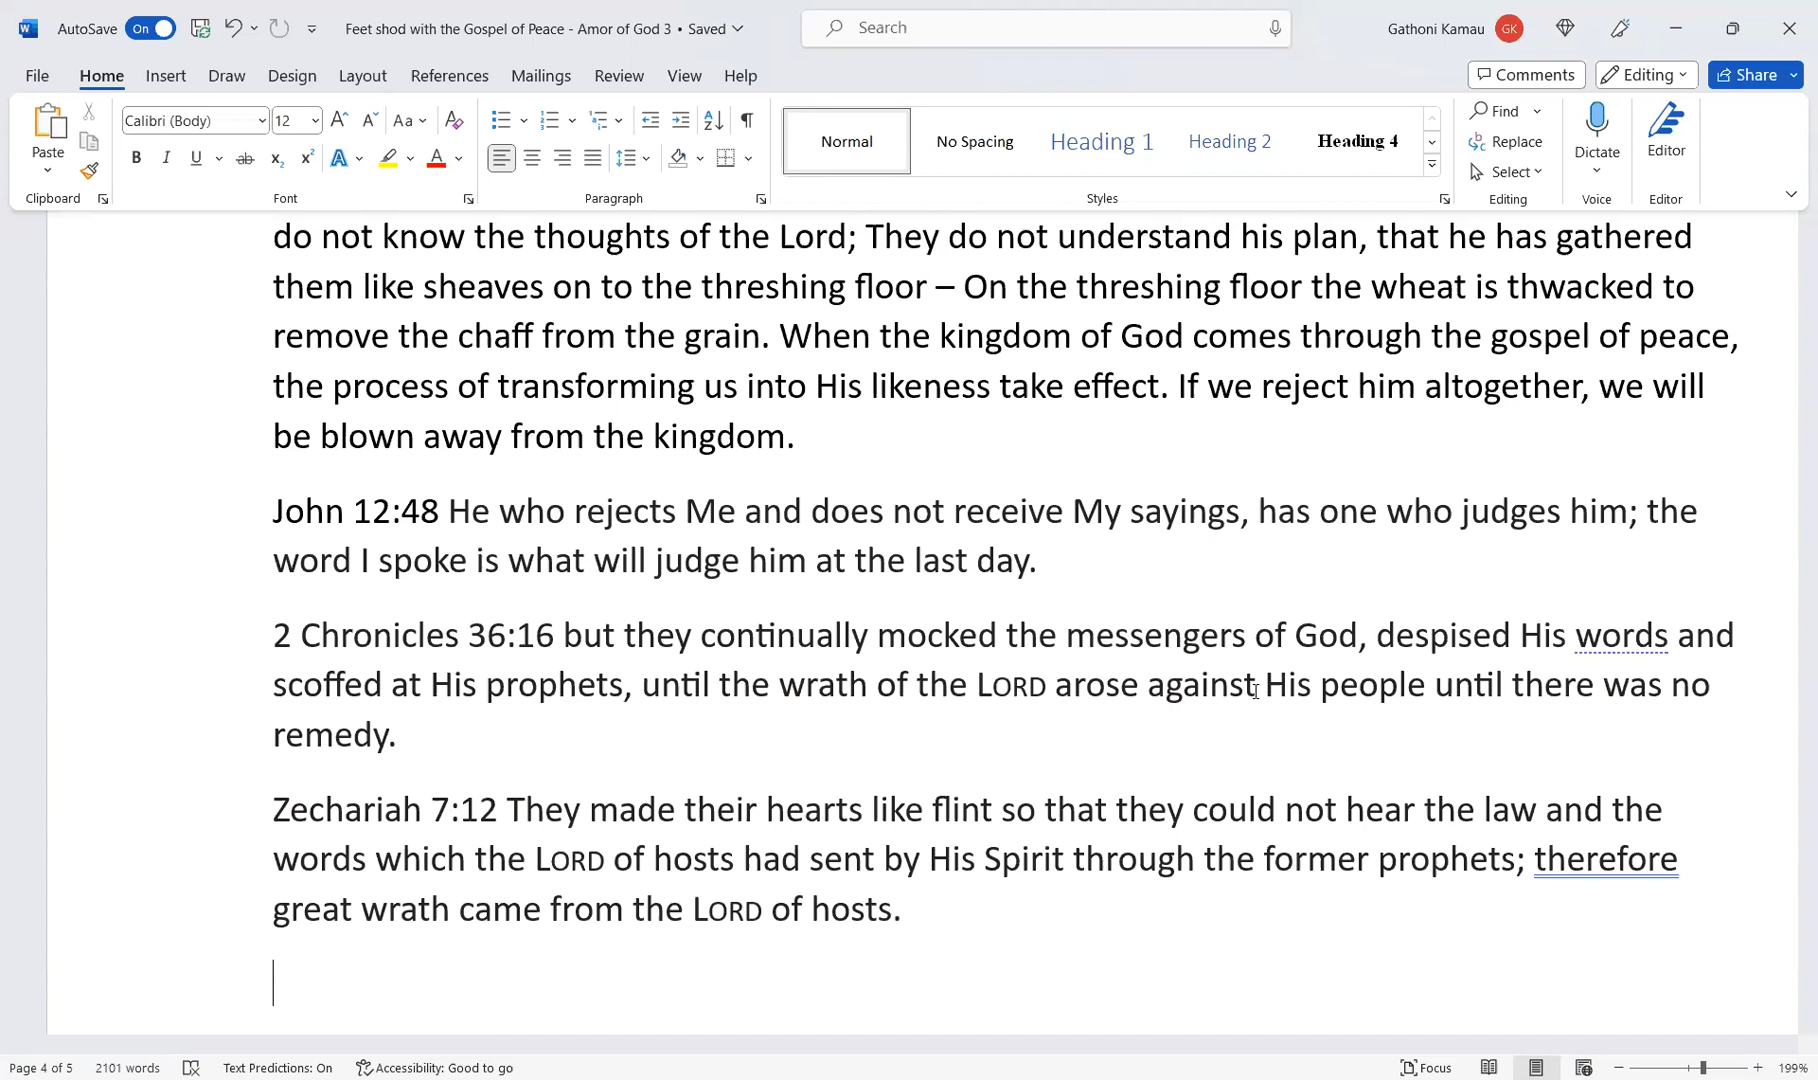 AutoSave On Feet shod with the Gospel of Peace - Amor of God 3 • Saved Search Gathoni Kamau GK
File Home Insert Draw Design Layout References Mailings Review View Help Comments Editing Share
Paste Calibri (Body) 12 Aa Normal No Spacing Heading 1 Heading 2 Heading 4 Find Replace Select Dictate Editor
Clipboard Font Paragraph Styles Editing Voice Editor
do not know the thoughts of the Lord; They do not understand his plan, that he has gathered
them like sheaves on to the threshing floor – On the threshing floor the wheat is thwacked to
remove the chaff from the grain. When the kingdom of God comes through the gospel of peace,
the process of transforming us into His likeness take effect. If we reject him altogether, we will
be blown away from the kingdom.
John 12:48 He who rejects Me and does not receive My sayings, has one who judges him; the
word I spoke is what will judge him at the last day.
2 Chronicles 36:16 but they continually mocked the messengers of God, despised His words and
scoffed at His prophets, until the wrath of the LORD arose against His people until there was no
remedy.
Zechariah 7:12 They made their hearts like flint so that they could not hear the law and the
words which the LORD of hosts had sent by His Spirit through the former prophets; therefore
great wrath came from the LORD of hosts.
Page 4 of 5 2101 words Text Predictions: On Accessibility: Good to go Focus 199%